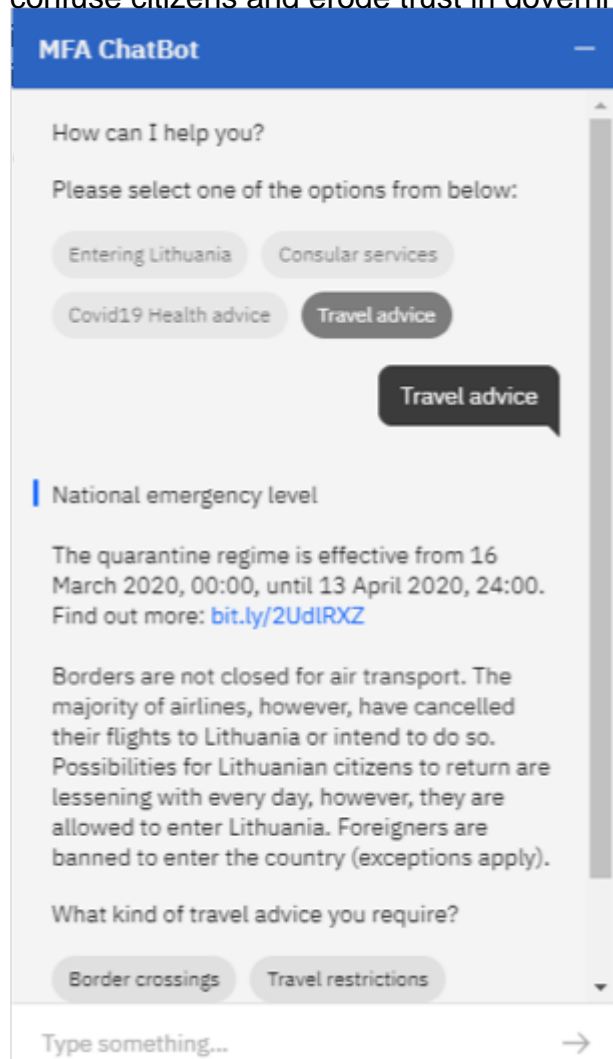 confuse citizens and erode trust in
MFA ChatBot
How can I help you?
Please select one of the options from below:
Entering Lithuania Consular services
Covid19 Health advice Travel advice
Travel advice
National emergency level
The quarantine regime is effective from 16
March 2020, 00:00, until 13 April 2020, 24:00.
Find out more: bit.ly/2UdlRXZ
Borders are not closed for air transport. The
majority of airlines, however, have cancelled
their flights to Lithuania or intend to do so.
Possibilities for Lithuanian citizens to return are
lessening with every day, however, they are
allowed to enter Lithuania. Foreigners are
banned to enter the country (exceptions apply).
What kind of travel advice you require?
Border crossings Travel restrictions
Type something...